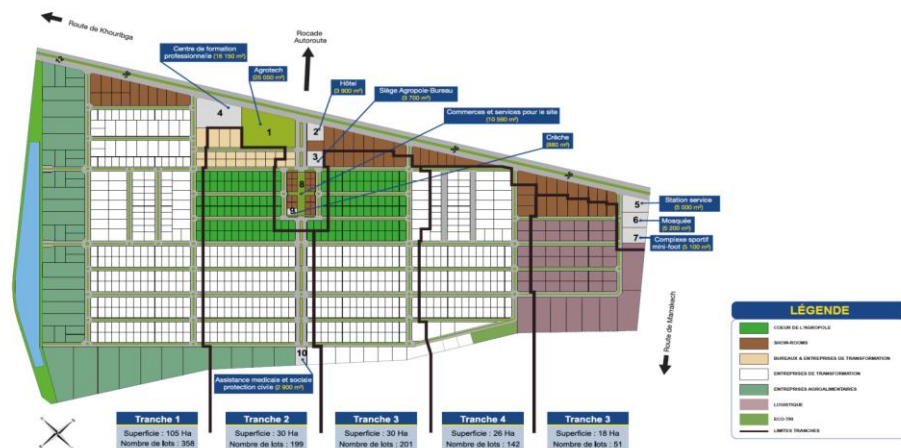 Route de Khouribga
Rocade
Autoroute
Centre de formation
professionnelle (16 150 m²)
Agrotech
Hôtel
(3 900 m²)
Siège Agropole-Bureau
(3 700 m²)
Commerces et services pour le site
Crèche
(880 m²)
4
1
2
3
8
9
5
6
7
10
Station service
(5 000 m²)
Mosquée
(5 200 m²)
Complexe sportif
mini-foot (5 100 m²)
Route de Marrakech
Assistance medicale et sociale
protection civile (2 900 m²)
LÉGENDE
COEUR DE L'AGROPOLE
SHOW-ROOMS
BUREAUX & ENTREPRISES DE TRANSFORMATION
ENTREPRISES DE TRANSFORMATION
ENTREPRISES AGROALIMENTAIRES
LOGISTIQUE
ECO-TRI
LIMITES TRANCHES
Tranche 1
Superficie : 105 Ha
Nombre de lots : 358
Tranche 2
Superficie : 30 Ha
Nombre de lots : 199
Tranche 3
Superficie : 30 Ha
Nombre de lots : 201
Tranche 4
Superficie : 26 Ha
Nombre de lots : 142
Tranche 3
Superficie : 18 Ha
Nombre de lots : 51